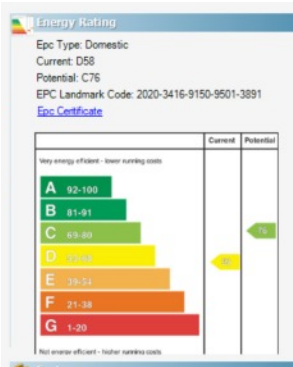 Energy Rating
Epc Type: Domestic
Current: D58
Potential: C76
EPC Landmark Code: 2020-3416-9150-9501-3891
Epc Certificate
Current Potential
Very energy efficient - lower running costs
A 92-100
B 81-91
C 69-80
76
D
E 39-54
F 21-38
G 1-20
Not energy efficient - higher running costs